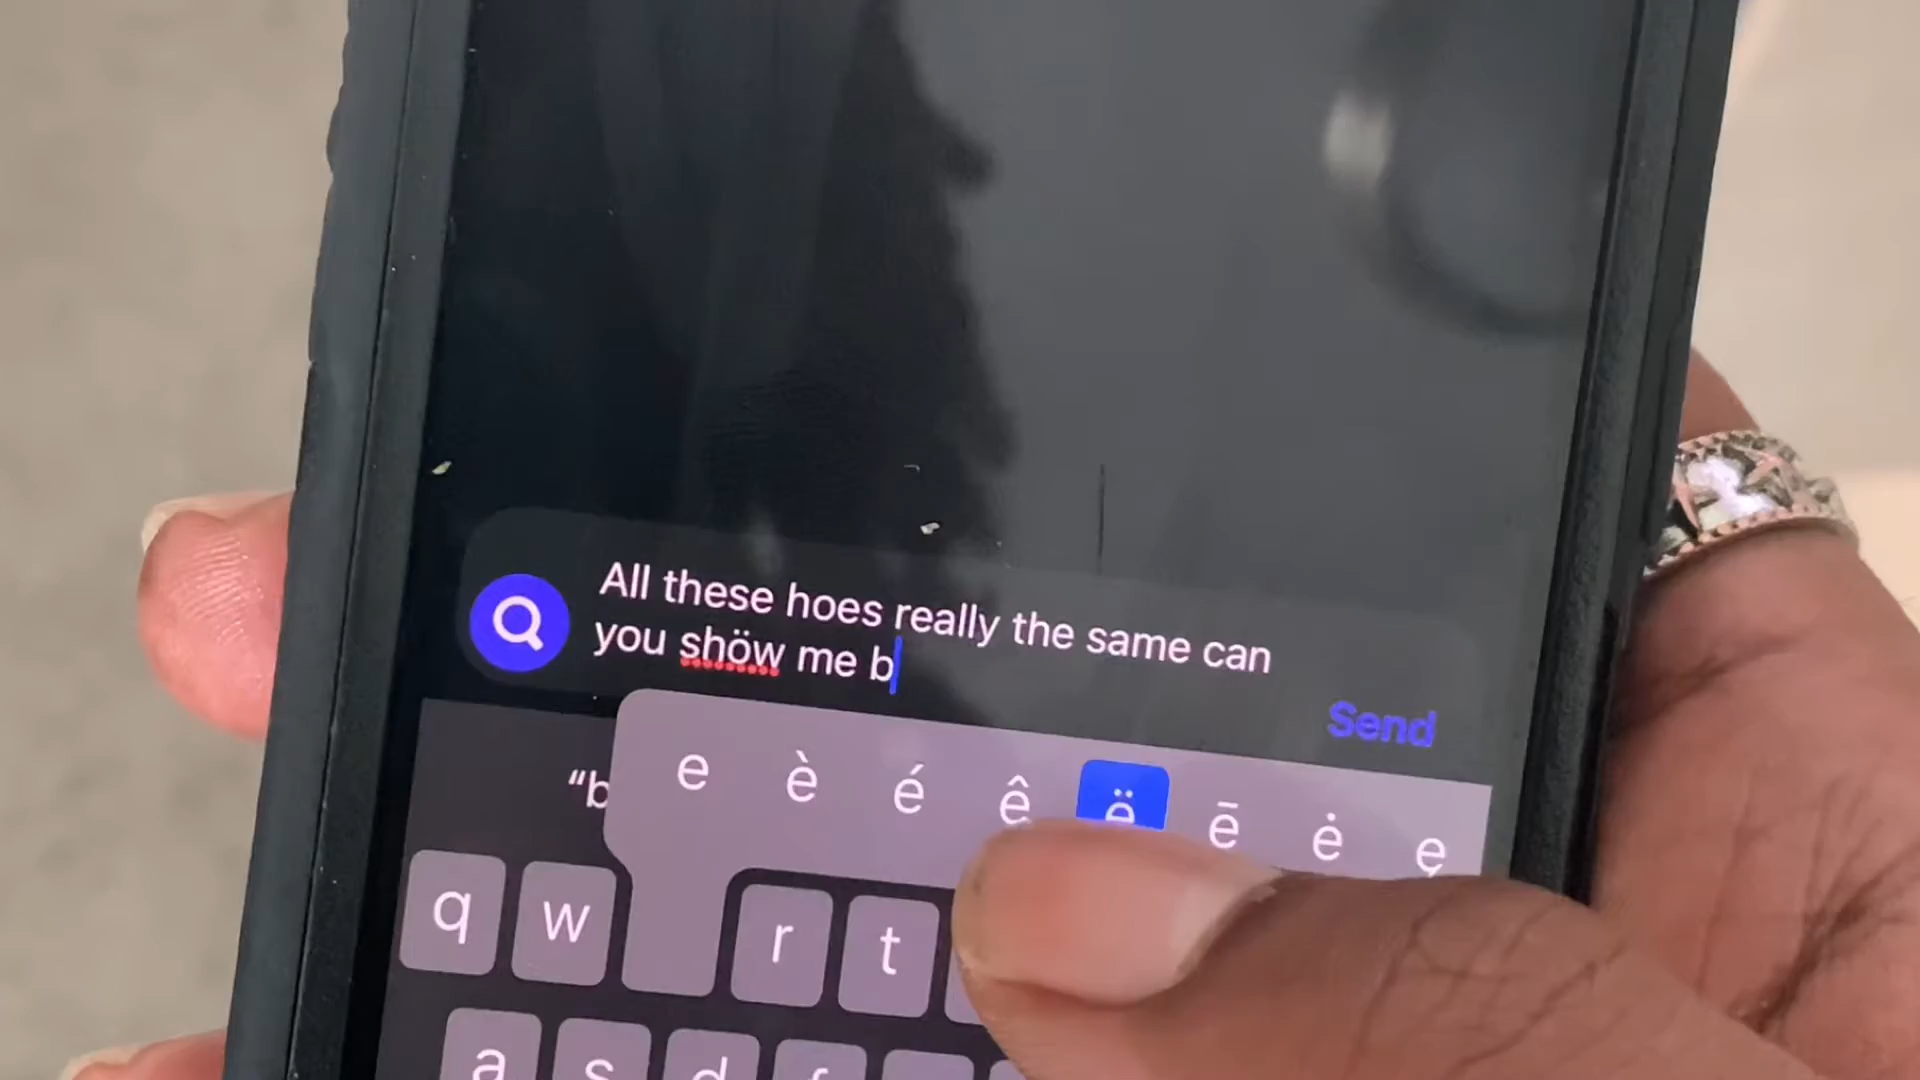 All these hoes really the same can
you shöw me b
Send
“b
e è é ê ë ē ė ę
q w r t
a s d f